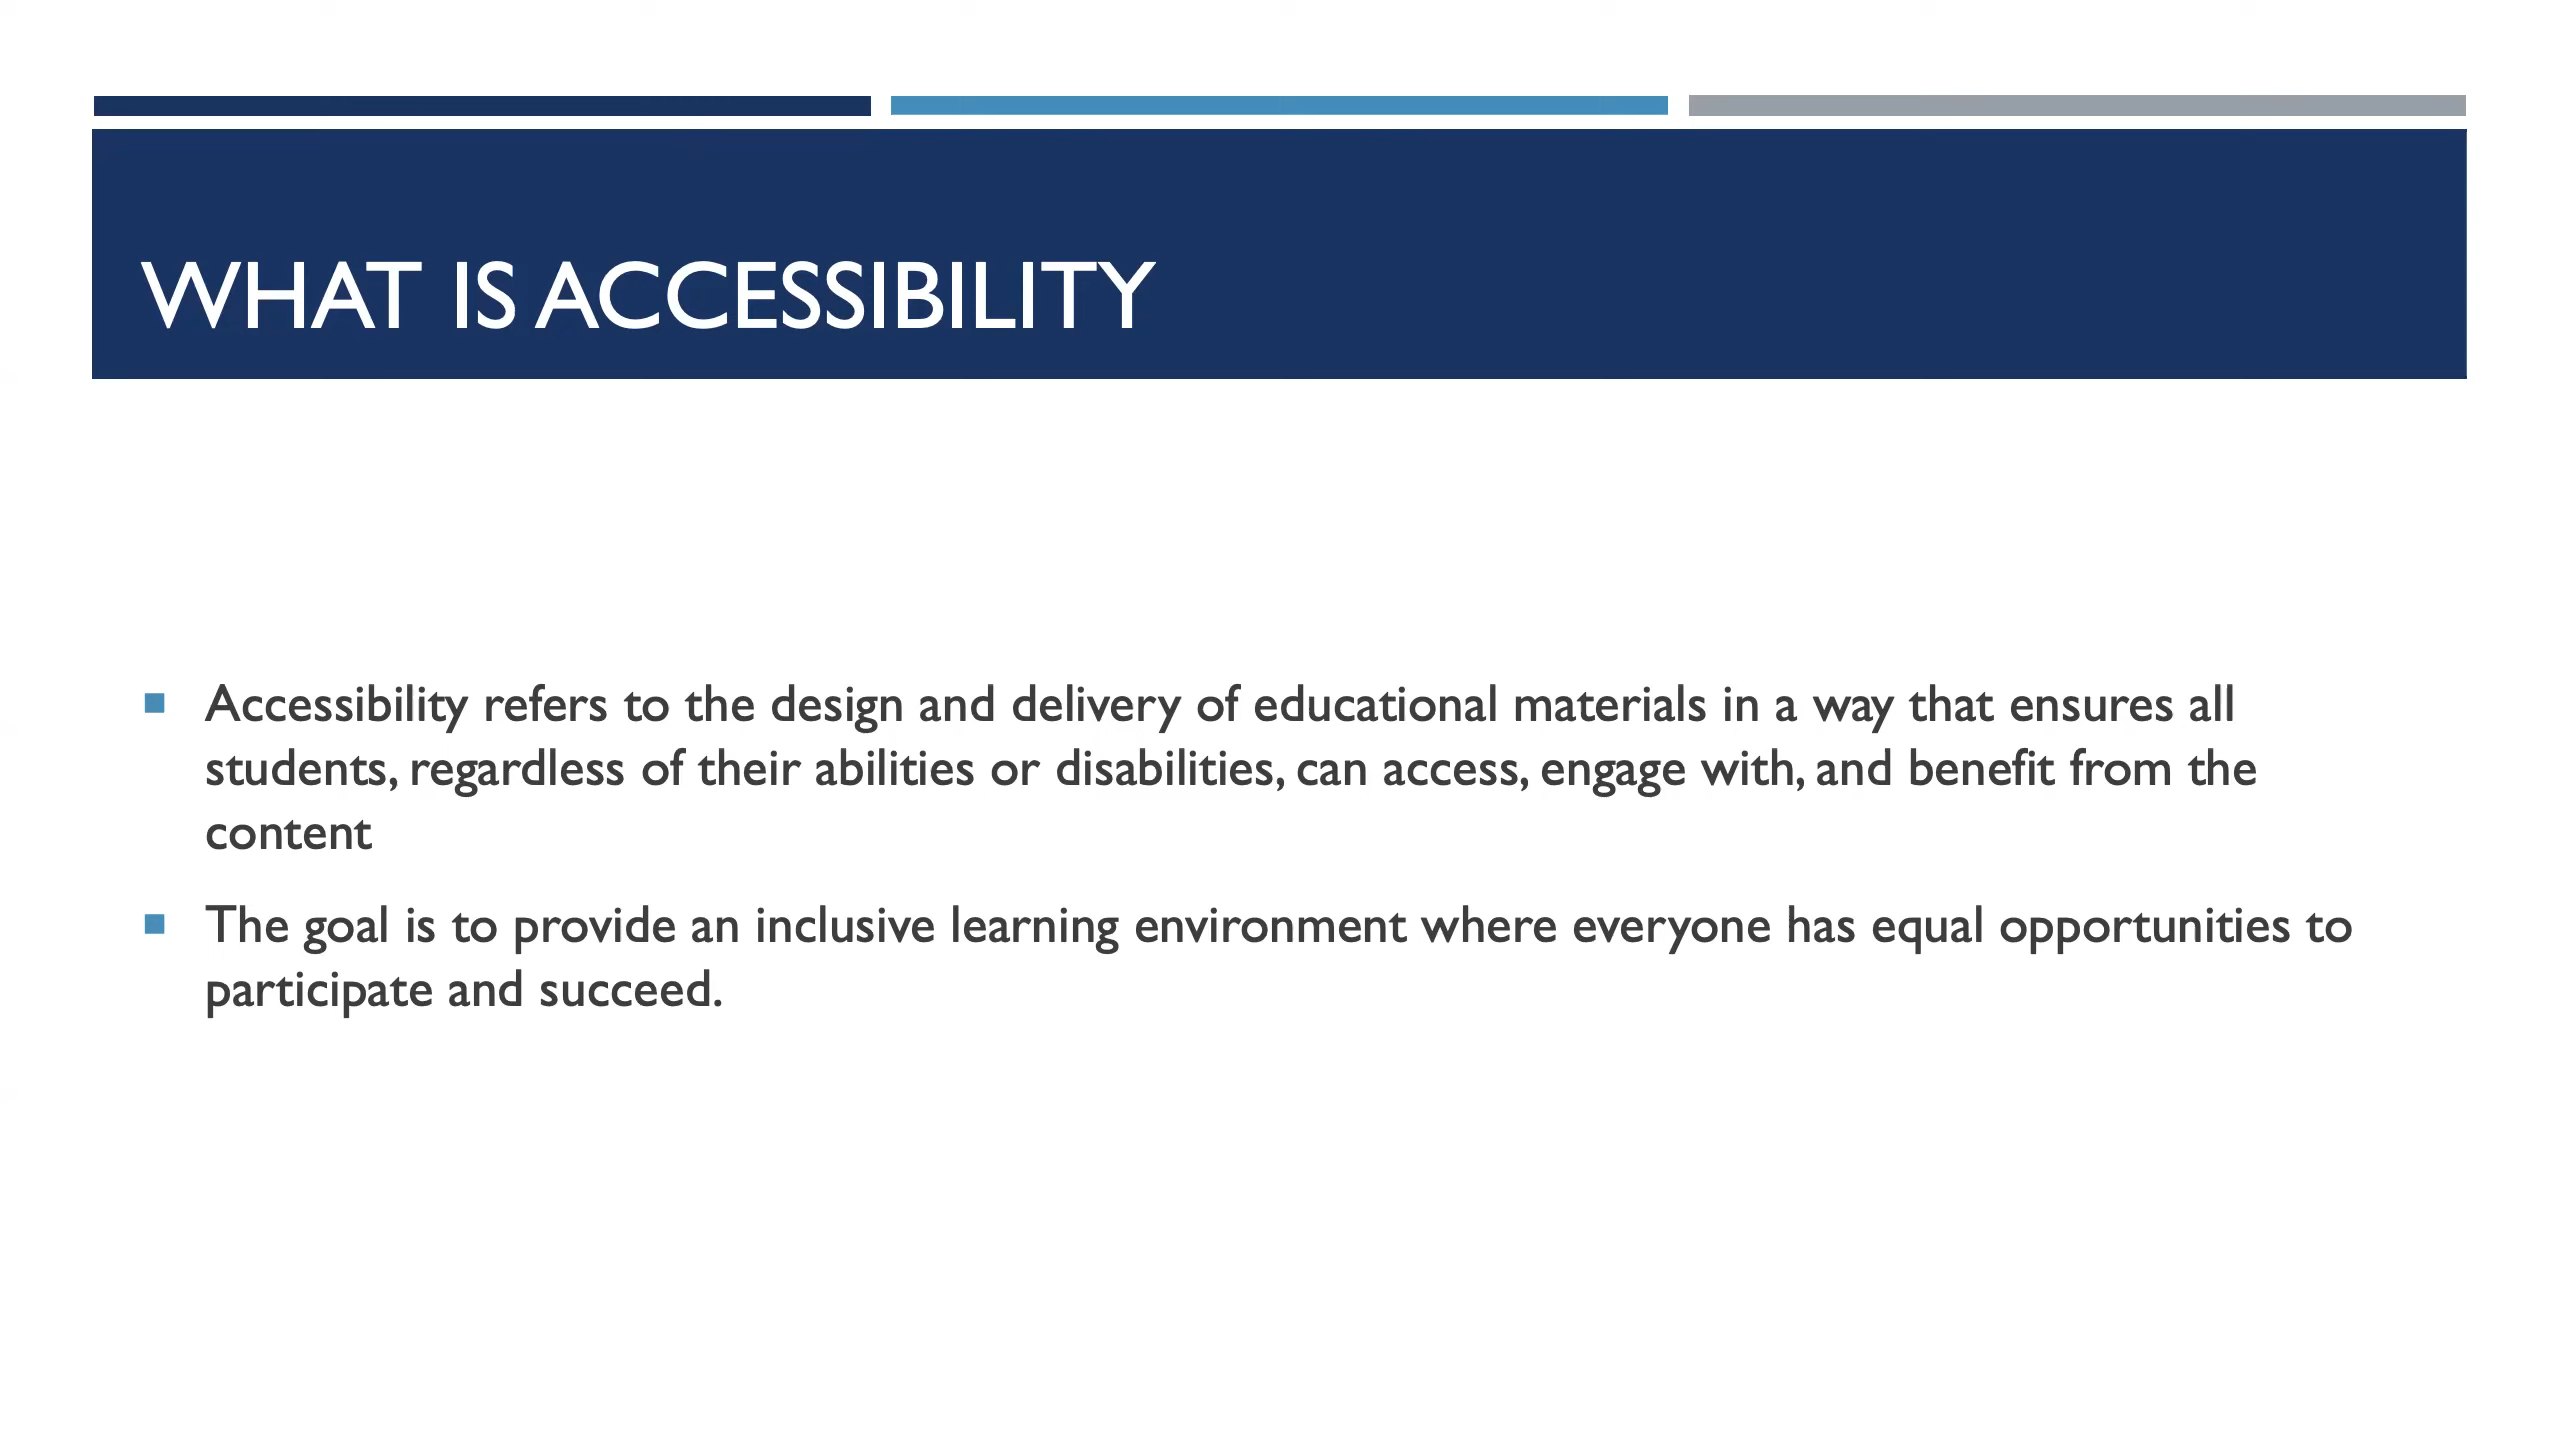 WHAT IS ACCESSIBILITY
Accessibility refers to the design and delivery of educational materials in a way that ensures all
students, regardless of their abilities or disabilities, can access, engage with, and benefit from the
content
The goal is to provide an inclusive learning environment where everyone has equal opportunities to
participate and succeed.